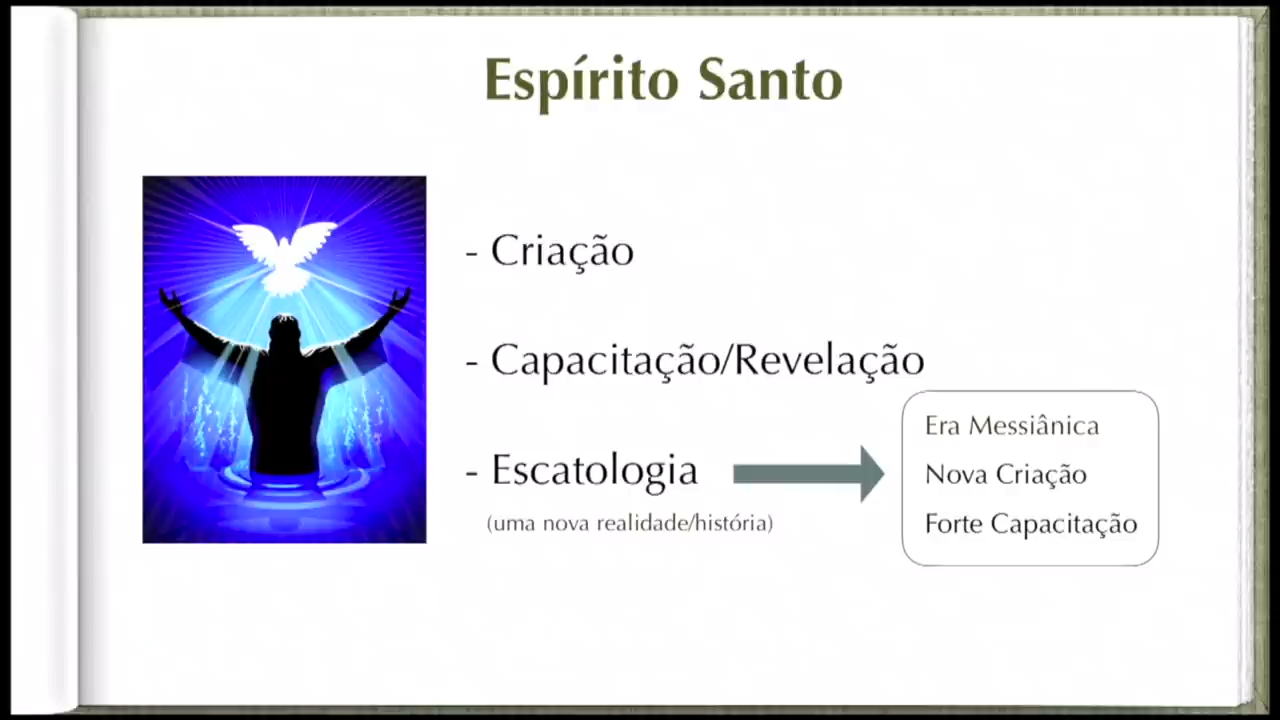 Espírito Santo
- Criação
- Capacitação/Revelação
- Escatologia
(uma nova realidade/história)
Era Messiânica
Nova Criação
Forte Capacitação